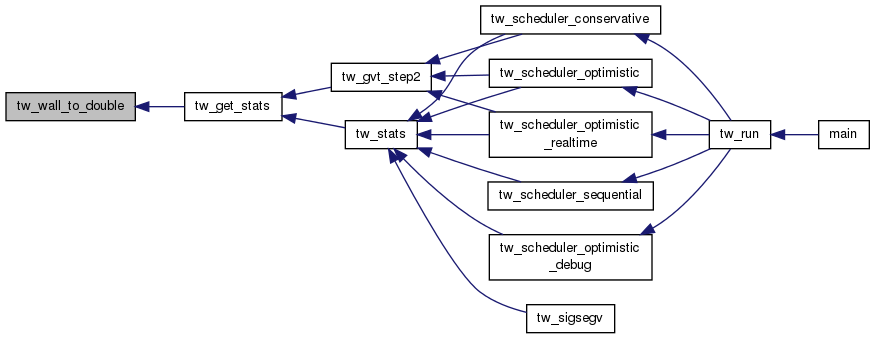 tw_wall_to_double
tw_get_stats
tw_gvt_step2
tw_stats
tw_scheduler_conservative
tw_scheduler_optimistic
tw_scheduler_optimistic
_realtime
tw_scheduler_sequential
tw_scheduler_optimistic
_debug
tw_sigsegv
tw_run
main